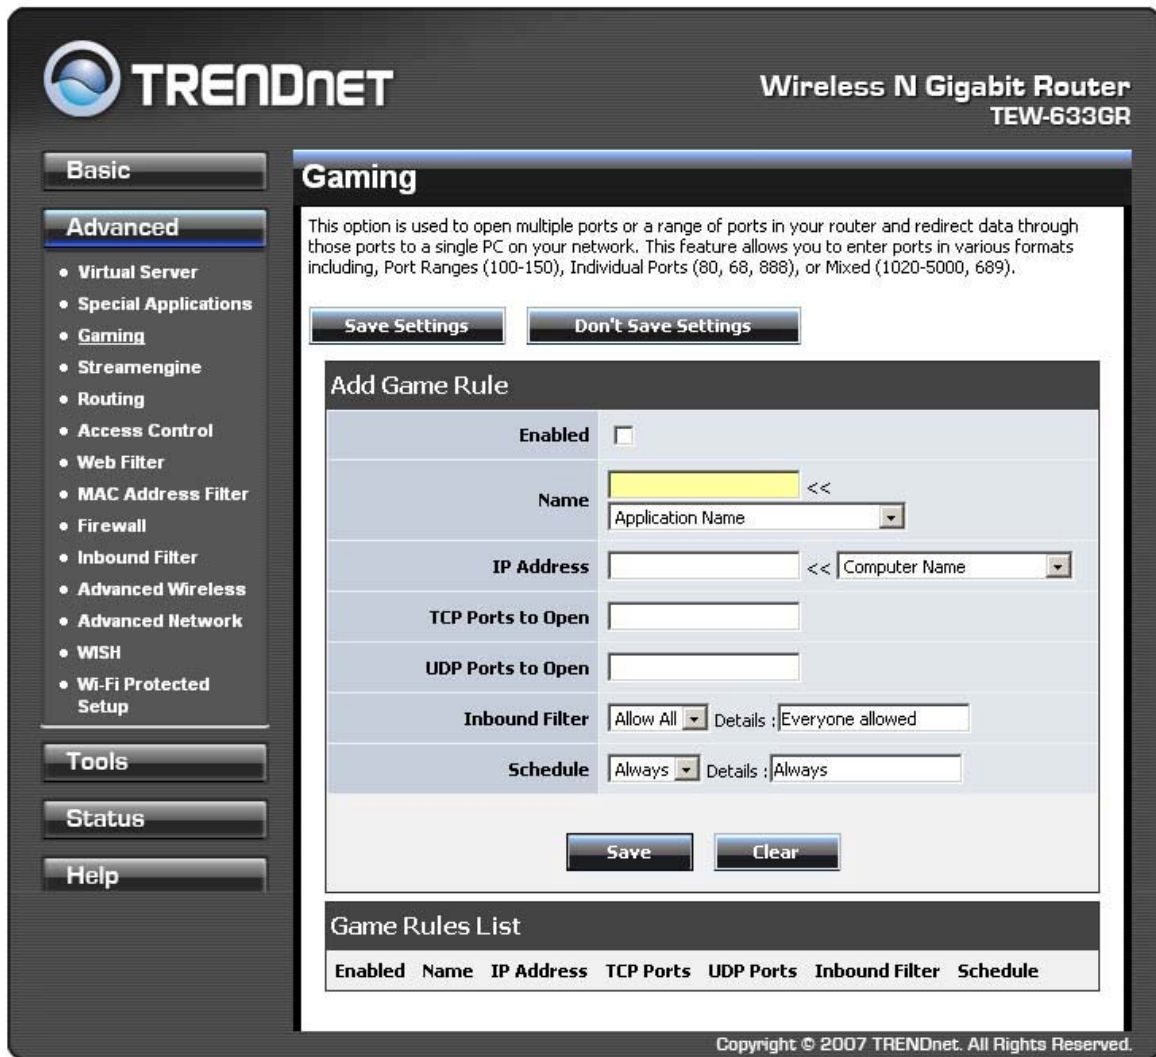 TRENDNET
Wireless N Gigabit Router
TEW-633GR
Basic
Advanced
Virtual Server
Special Applications
Gaming
Streamengine
Routing
Access Control
Web Filter
MAC Address Filter
Firewall
Inbound Filter
Advanced Wireless
Advanced Network
WISH
Wi-Fi Protected
Setup
Tools
Status
Help
Gaming
This option is used to open multiple ports or a range of ports in your router and redirect data through
those ports to a single PC on your network. This feature allows you to enter ports in various formats
including, Port Ranges (100-150), Individual Ports (80, 68, 888), or Mixed (1020-5000, 689).
Save Settings Don't Save Settings
Add Game Rule
Enabled
Name <<
Application Name
IP Address << Computer Name
TCP Ports to Open
UDP Ports to Open
Inbound Filter Allow All Details : Everyone allowed
Schedule Always Details : Always
Save Clear
Game Rules List
Enabled Name IP Address TCP Ports UDP Ports Inbound Filter Schedule
Copyright © 2007 TRENDnet. All Rights Reserved.